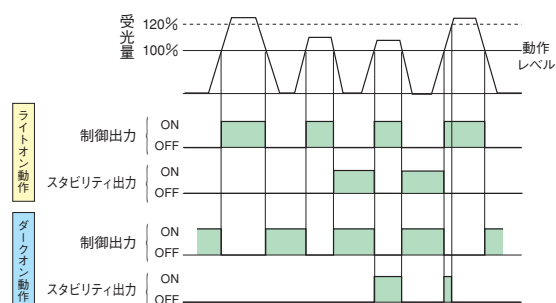 受光量
120%
100%
動作
レベル
ライトオン動作
制御出力
ON
OFF
スタビリティ出力
ON
OFF
ダークオン動作
制御出力
ON
OFF
スタビリティ出力
ON
OFF